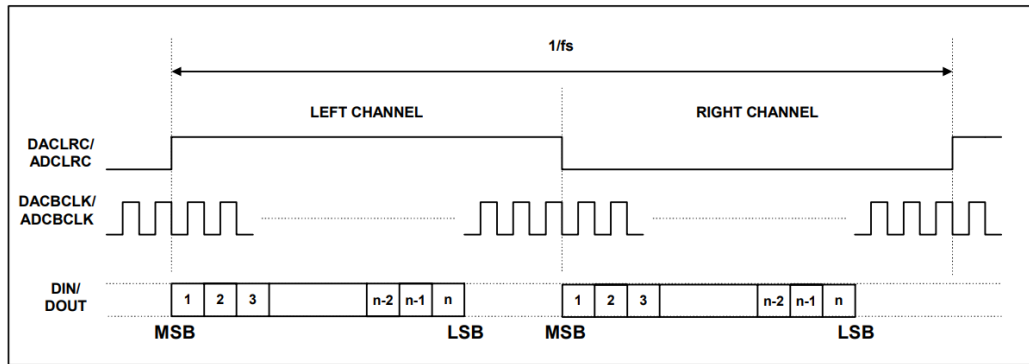 1/fs
LEFT CHANNEL RIGHT CHANNEL
DACLRC/
ADCLRC
DACBCLK/
ADCBCLK
DIN/
DOUT
1 2 3 n-2 n-1 n 1 2 3 n-2 n-1 n
MSB LSB MSB LSB